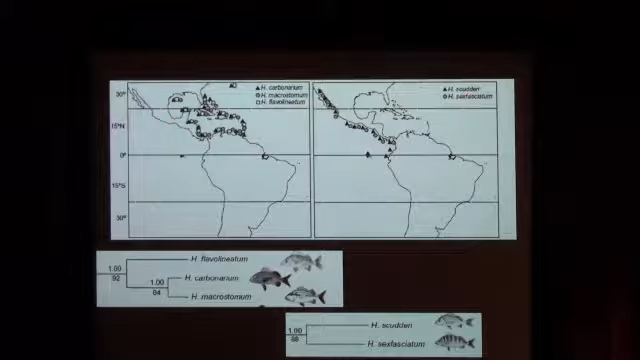 H. carbonarium
H. macrostomum
H. flavolineatum
H. scudderi
H. sexfasciatum
30°
15°N
0°
15°S
30°
H. flavolineatum
1.00
92
H. carbonarium
1.00
84
H. macrostomum
H. scudderi
1.00
H. sexfasciatum